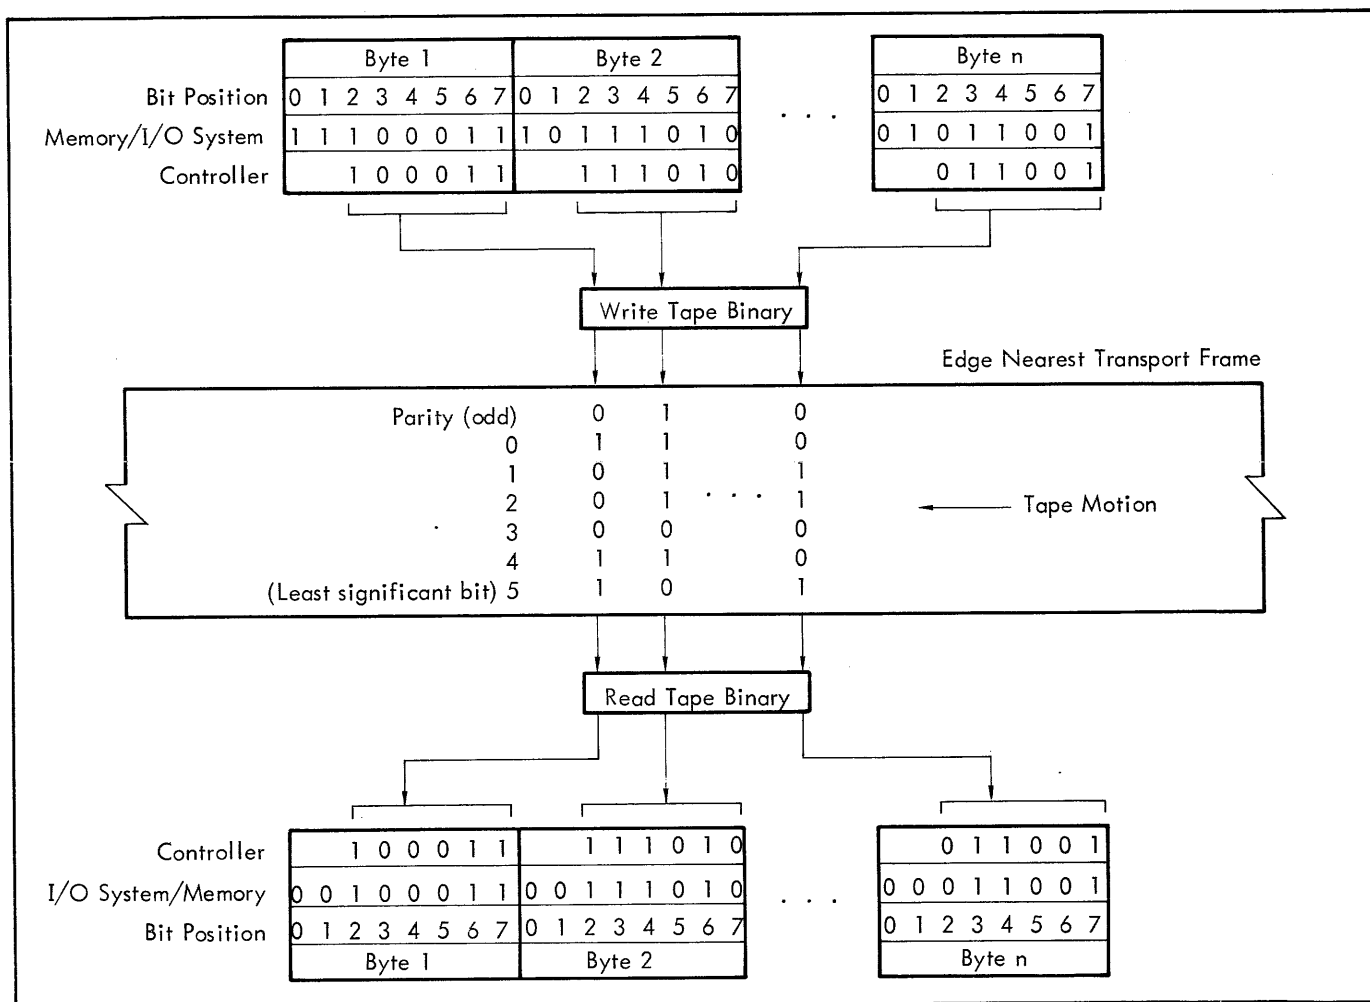 Byte 1 Byte 2 Byte n
Bit Position 0 1 2 3 4 5 6 7 0 1 2 3 4 5 6 7 0 1 2 3 4 5 6 7
Memory/I/O System 1 1 1 0 0 0 1 1 1 0 1 1 1 0 1 0 . . . 0 1 0 1 1 0 0 1
Controller 1 0 0 0 1 1 1 1 1 0 1 0 0 1 1 0 0 1
Write Tape Binary
Edge Nearest Transport Frame
Parity (odd) 0 1 0
0 1 1 0
1 0 1 1
2 0 1 . . . 1 Tape Motion
3 0 0 0
4 1 1 0
(Least significant bit) 5 1 0 1
Read Tape Binary
Controller 1 0 0 0 1 1 1 1 1 0 1 0 0 1 1 0 0 1
I/O System/Memory 0 0 1 0 0 0 1 1 0 0 1 1 1 0 1 0 . . . 0 0 0 1 1 0 0 1
Bit Position 0 1 2 3 4 5 6 7 0 1 2 3 4 5 6 7 0 1 2 3 4 5 6 7
Byte 1 Byte 2 Byte n